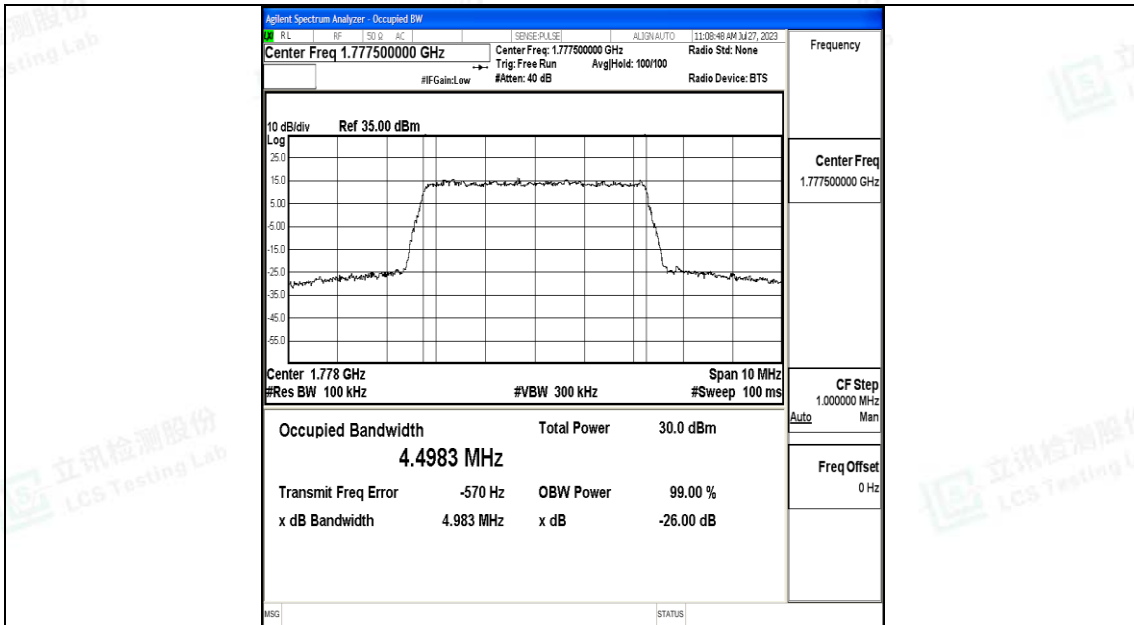 Agilent Spectrum Analyzer - Occupied BW
RL RF 50 Ω AC SENSE:PULSE ALIGN AUTO 11:08:48 AM Jul 27, 2023
Center Freq 1.777500000 GHz
Center Freq: 1.777500000 GHz Radio Std: None
Trig: Free Run Avg|Hold: 100/100
#IFGain:Low #Atten: 40 dB Radio Device: BTS
10 dB/div Ref 35.00 dBm
Log
25.0
15.0
5.00
-5.00
-15.0
-25.0
-35.0
-45.0
-55.0
Center 1.778 GHz Span 10 MHz
#Res BW 100 kHz #VBW 300 kHz #Sweep 100 ms
Occupied Bandwidth Total Power 30.0 dBm
4.4983 MHz
Transmit Freq Error -570 Hz OBW Power 99.00 %
x dB Bandwidth 4.983 MHz x dB -26.00 dB
MSG STATUS
Frequency
Center Freq
1.777500000 GHz
CF Step
1.000000 MHz
Auto Man
Freq Offset
0 Hz
立讯检测股份
LCS Testing Lab
立讯检测股份
LCS Testing